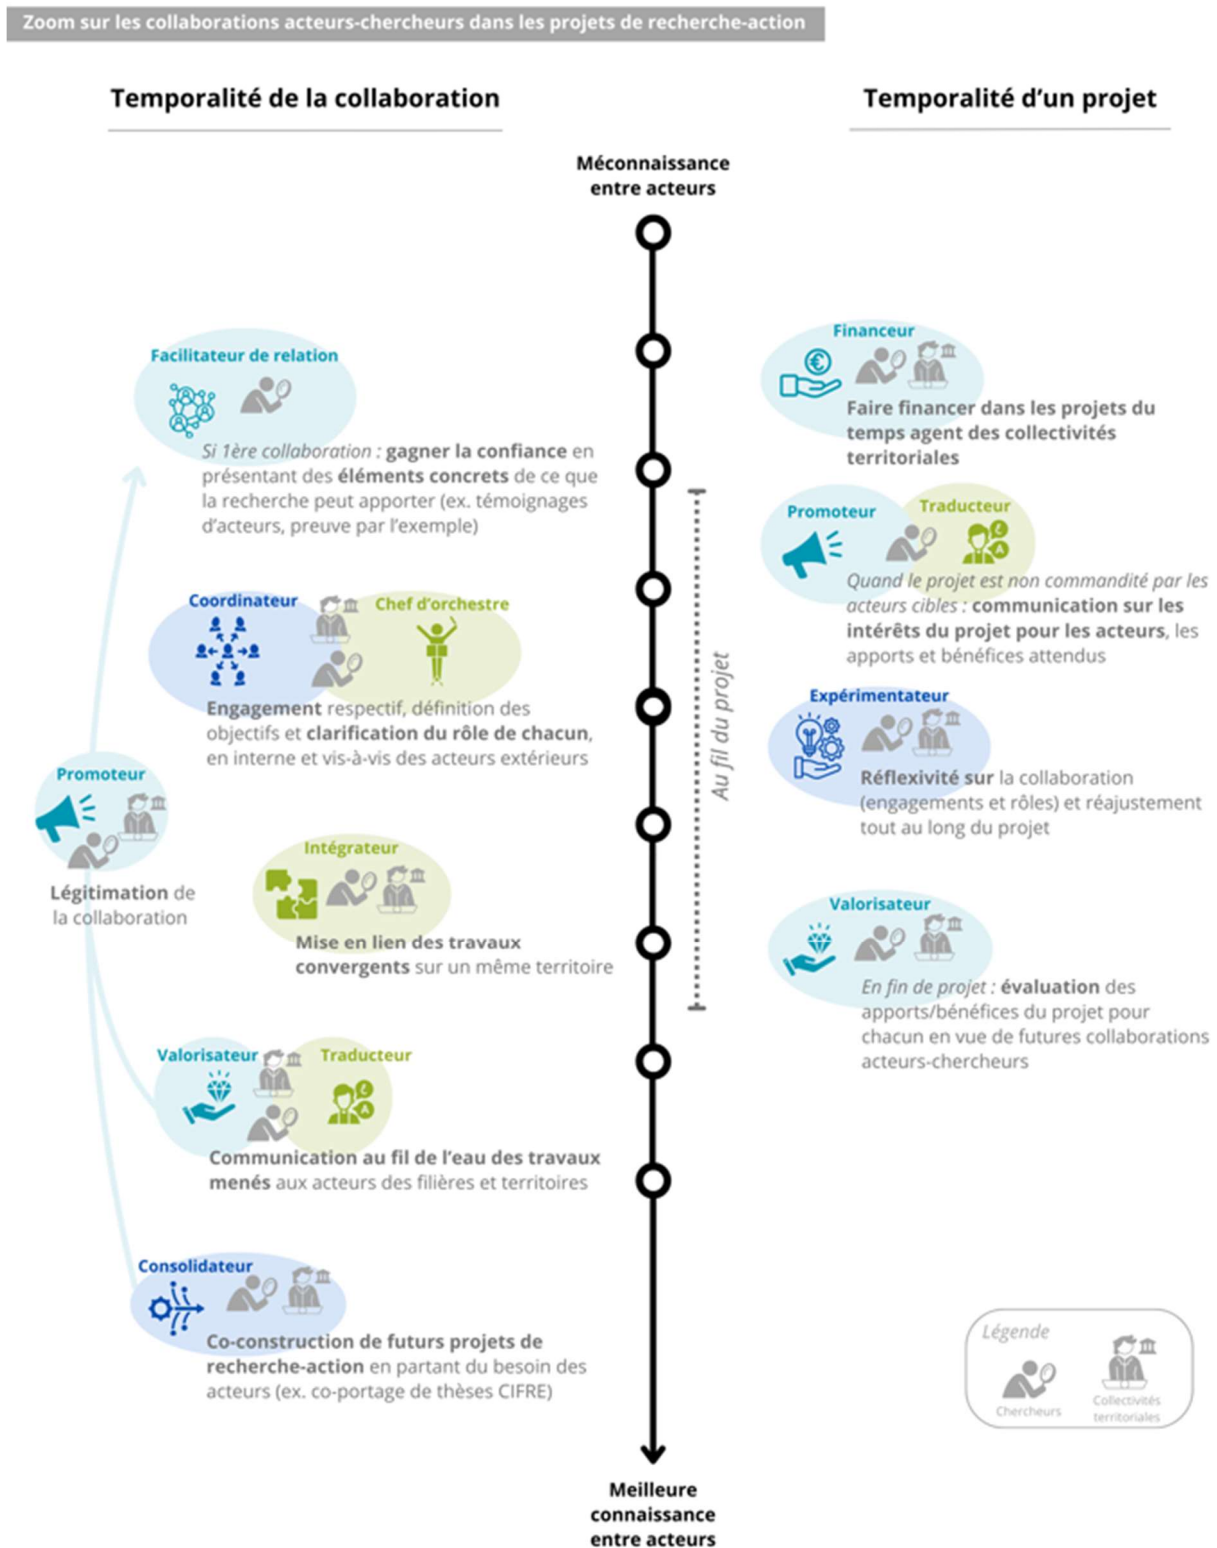 Zoom sur les collaborations acteurs-chercheurs dans les projets de recherche-action
Temporalité de la collaboration
Temporalité d'un projet
Méconnaissance
entre acteurs
Facilitateur de relation
Si 1ère collaboration : gagner la confiance en
présentant des éléments concrets de ce que
la recherche peut apporter (ex. témoignages
d'acteurs, preuve par l'exemple)
Coordinateur
Chef d'orchestre
Engagement respectif, définition des
objectifs et clarification du rôle de chacun,
en interne et vis-à-vis des acteurs extérieurs
Promoteur
Légitimation de
la collaboration
Intégrateur
Mise en lien des travaux
convergents sur un même territoire
Valorisateur
Traducteur
Communication au fil de l'eau des travaux
menés aux acteurs des filières et territoires
Consolidateur
Co-construction de futurs projets de
recherche-action en partant du besoin des
acteurs (ex. co-portage de thèses CIFRE)
Au fil du projet
Financeur
Faire financer dans les projets du
temps agent des collectivités
territoriales
Promoteur
Traducteur
Quand le projet est non commandité par les
acteurs cibles : communication sur les
intérêts du projet pour les acteurs, les
apports et bénéfices attendus
Expérimentateur
Réflexivité sur la collaboration
(engagements et rôles) et réajustement
tout au long du projet
Valorisateur
En fin de projet : évaluation des
apports/bénéfices du projet pour
chacun en vue de futures collaborations
acteurs-chercheurs
Légende
Chercheurs
Collectivités
territoriales
Meilleure
connaissance
entre acteurs